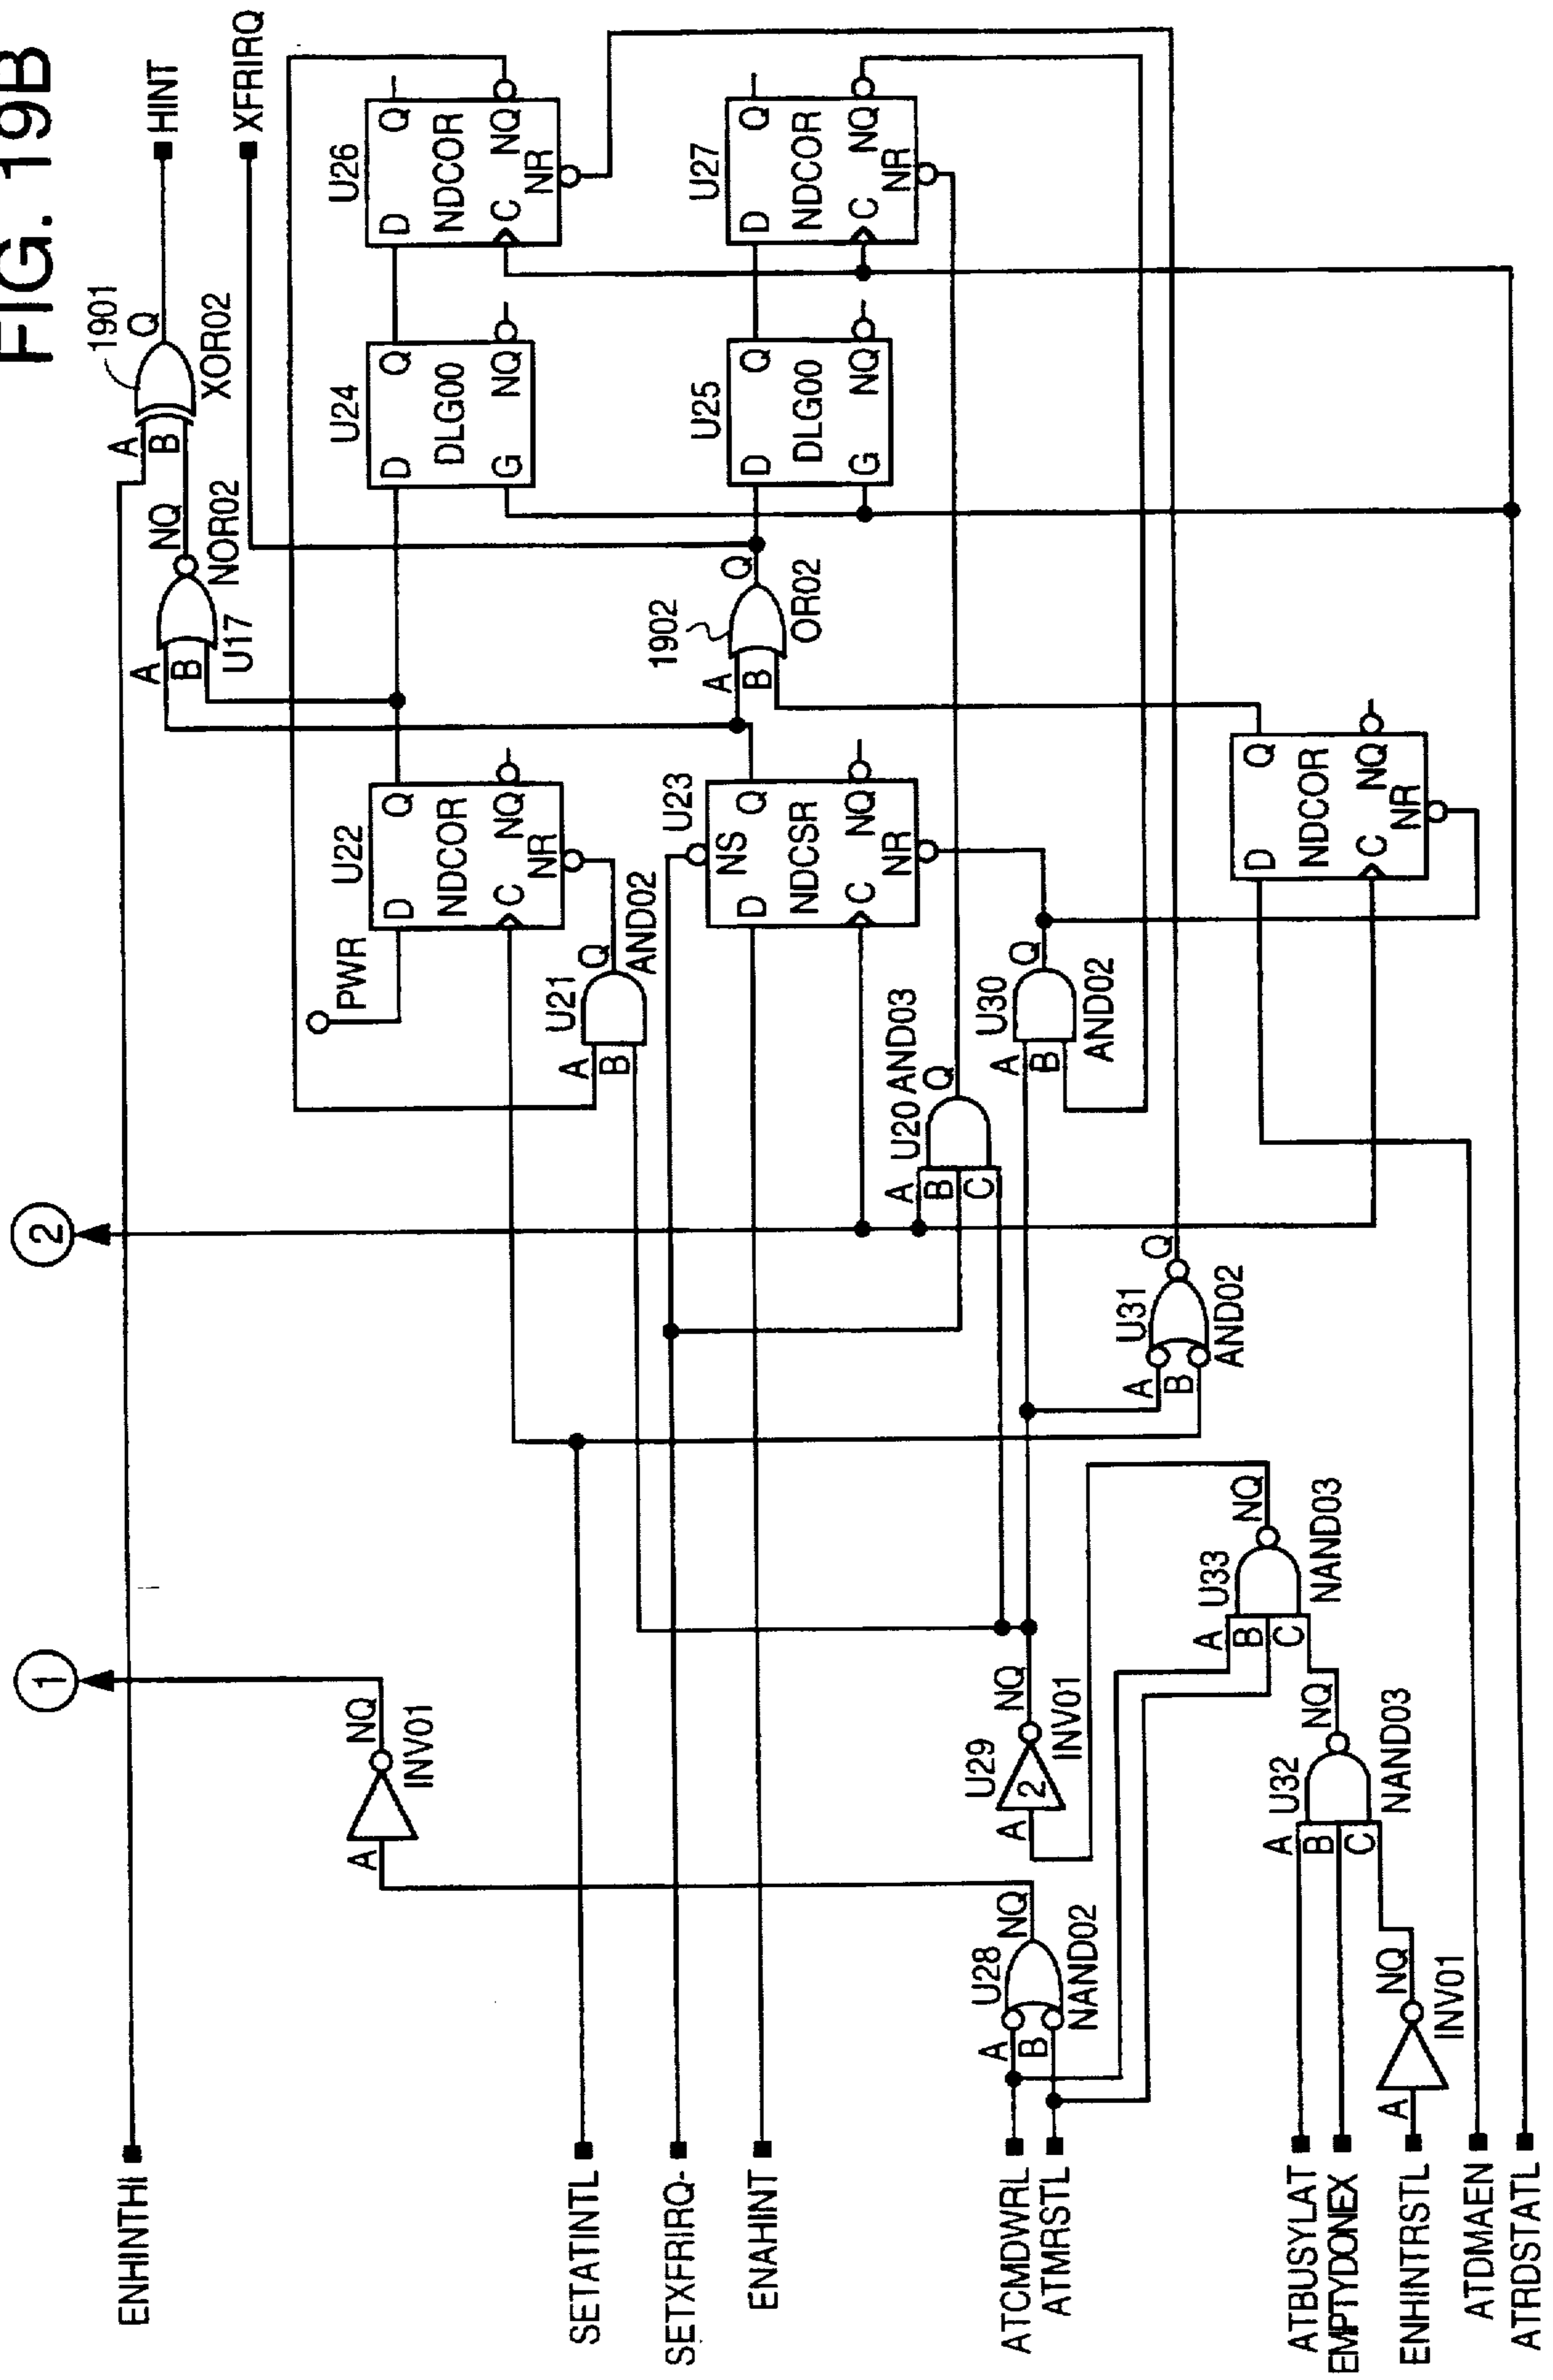 FIG. 19B
2
1
ENHINTHI
SETATINTL
SETXFRIRQ-
ENAHINT
ATCMDWRL
ATMRSTL
ATBUSYLAT
EMPTYDONEX
ENHINTRSTL
ATDMAEN
ATRDSTATL
HINT
XFRIRQ
1901
Q
A
B
XOR02
NQ
A
B
NOR02
U17
U26
D
Q
NDCOR
C
NQ
NR
U27
D
Q
NDCOR
C
NQ
NR
U24
D
Q
DLG00
G
NQ
U25
D
Q
DLG00
G
NQ
1902
A
B
Q
OR02
PWR
U22
D
Q
NDCOR
C
NQ
NR
U23
NS
D
Q
NDCSR
C
NQ
NR
D
Q
NDCOR
C
NQ
NR
U21
A
B
Q
AND02
U20 AND03
A
B
C
Q
U30
A
B
Q
AND02
U31
A
B
Q
AND02
U33
A
B
C
NQ
NAND03
U32
A
B
C
NQ
NAND03
A
NQ
INV01
U29
A
2
NQ
INV01
U28
A
B
NQ
NAND02
A
NQ
INV01